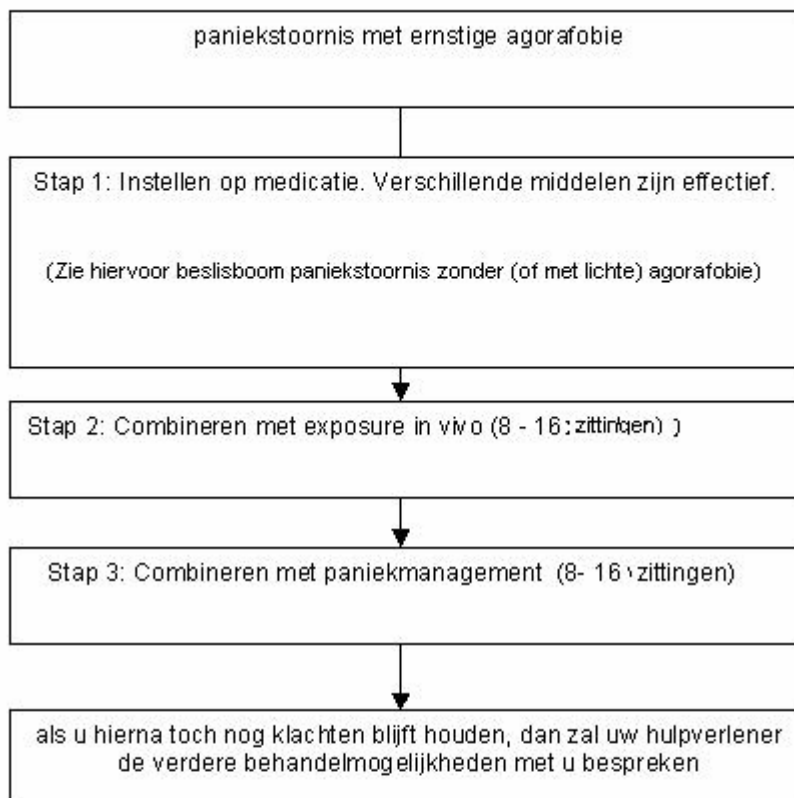 paniekstoornis met ernstige agorafobie
Stap 1: Instellen op medicatie. Verschillende middelen zijn effectief.
(Zie hiervoor beslisboom paniekstoornis zonder (of met lichte) agorafobie)
Stap 2: Combineren met exposure in vivo (8 - 16 zittingen)
Stap 3: Combineren met paniekmanagement (8- 16 zittingen)
als u hierna toch nog klachten blijft houden, dan zal uw hulpverlener
de verdere behandelmogelijkheden met u bespreken